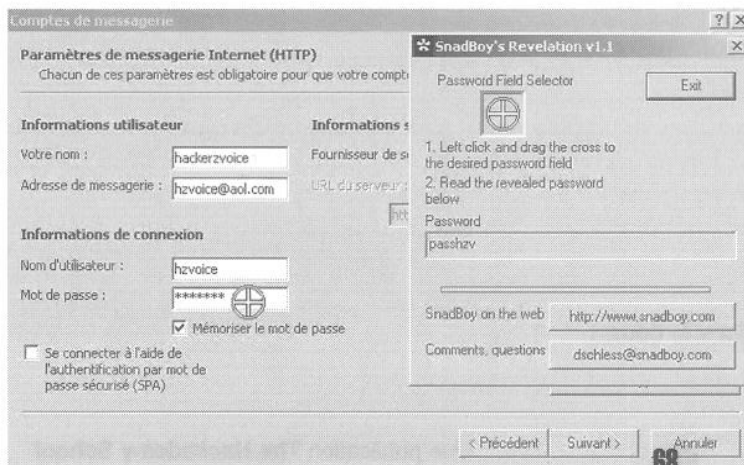 Comptes de messagerie
Paramètres de messagerie Internet (HTTP)
Chacun de ces paramètres est obligatoire pour que votre compt
Informations utilisateur
Votre nom :
hackerzvoice
Adresse de messagerie :
hzvoice@aol.com
Informations s
Fournisseur de se
URL du serveur :
htt
Informations de connexion
Nom d'utilisateur :
hzvoice
Mot de passe :
*******
Mémoriser le mot de passe
Se connecter à l'aide de
l'authentification par mot de
passe sécurisé (SPA)
SnadBoy's Revelation v1.1
Password Field Selector
Exit
1. Left click and drag the cross to
the desired password field
2. Read the revealed password
below
Password
passhzv
SnadBoy on the web
http://www.snadboy.com
Comments, questions
dschless@snadboy.com
< Précédent
Suivant >
Annuler
68